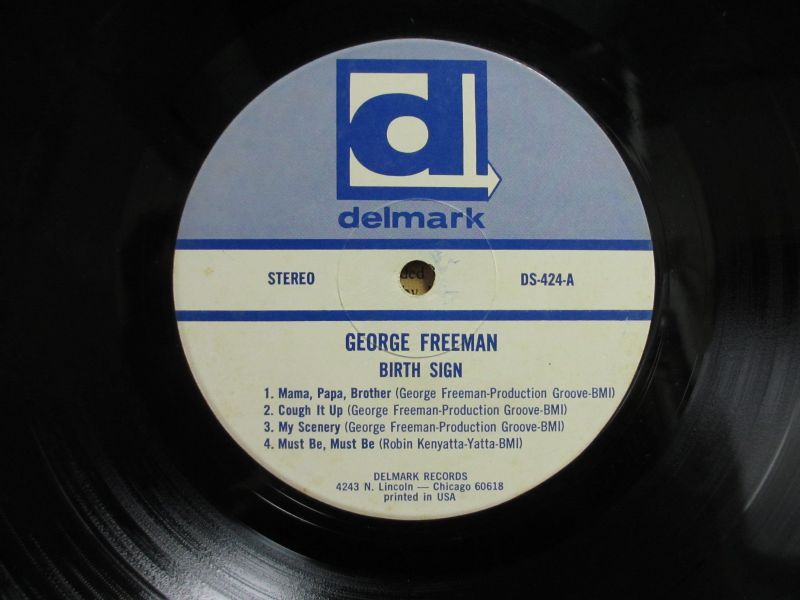 d
delmark
STEREO DS-424-A
GEORGE FREEMAN
BIRTH SIGN
1. Mama, Papa, Brother (George Freeman-Production Groove-BMI)
2. Cough It Up (George Freeman-Production Groove-BMI)
3. My Scenery (George Freeman-Production Groove-BMI)
4. Must Be, Must Be (Robin Kenyatta-Yatta-BMI)
DELMARK RECORDS
4243 N. Lincoln — Chicago 60618
printed in USA